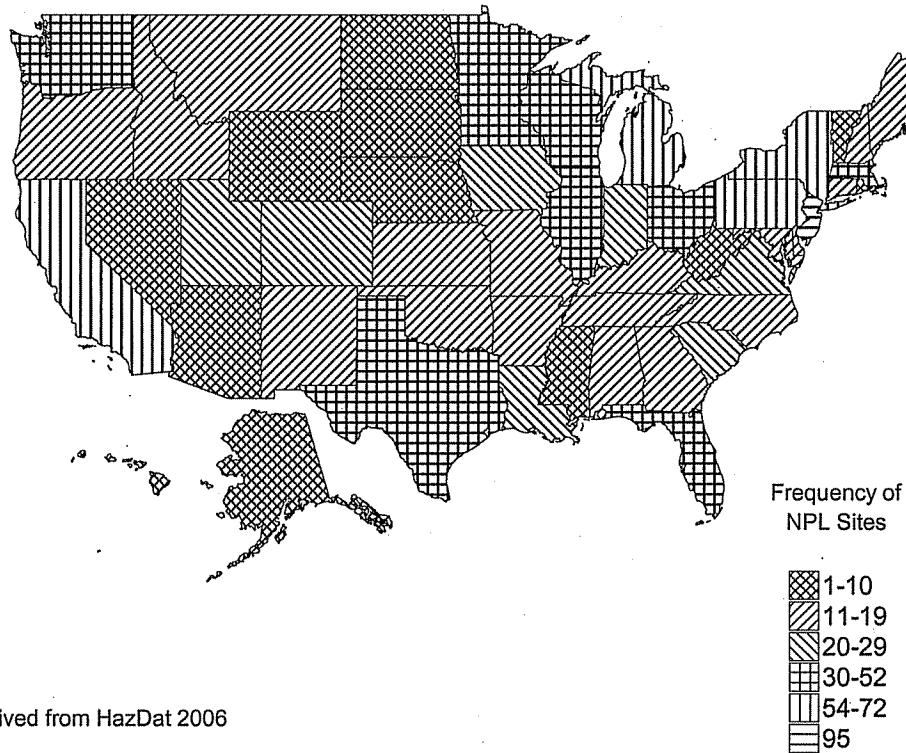 Frequency of
NPL Sites
1-10
11-19
20-29
30-52
54-72
95
ived from HazDat 2006